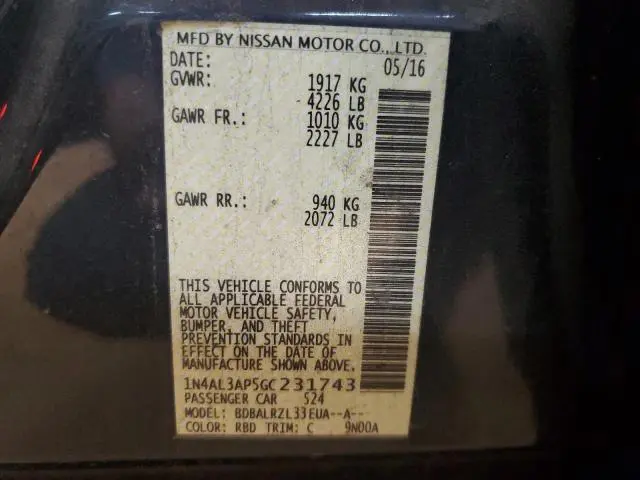 MFD BY NISSAN MOTOR CO., LTD.
DATE: 05/16
GVWR: 1917 KG
4226 LB
GAWR FR.: 1010 KG
2227 LB
GAWR RR.: 940 KG
2072 LB
THIS VEHICLE CONFORMS TO
ALL APPLICABLE FEDERAL
MOTOR VEHICLE SAFETY,
BUMPER, AND THEFT
PREVENTION STANDARDS IN
EFFECT ON THE DATE OF
MANUFACTURE SHOWN ABOVE.
1N4AL3AP5GC231743
PASSENGER CAR 524
MODEL: BDBALRZL33EUA--A--
COLOR: RBD TRIM: C 9N00A